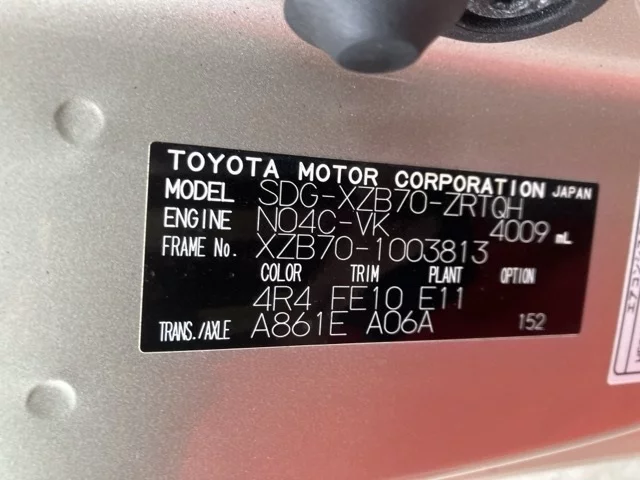 TOYOTA MOTOR CORPORATION JAPAN
MODEL SDG-XZB70-ZRTQH
ENGINE N04C-VK 4009 mL
FRAME No. XZB70-1003813
COLOR TRIM PLANT OPTION
4R4 FE10 E11
TRANS./AXLE A861E A06A 152